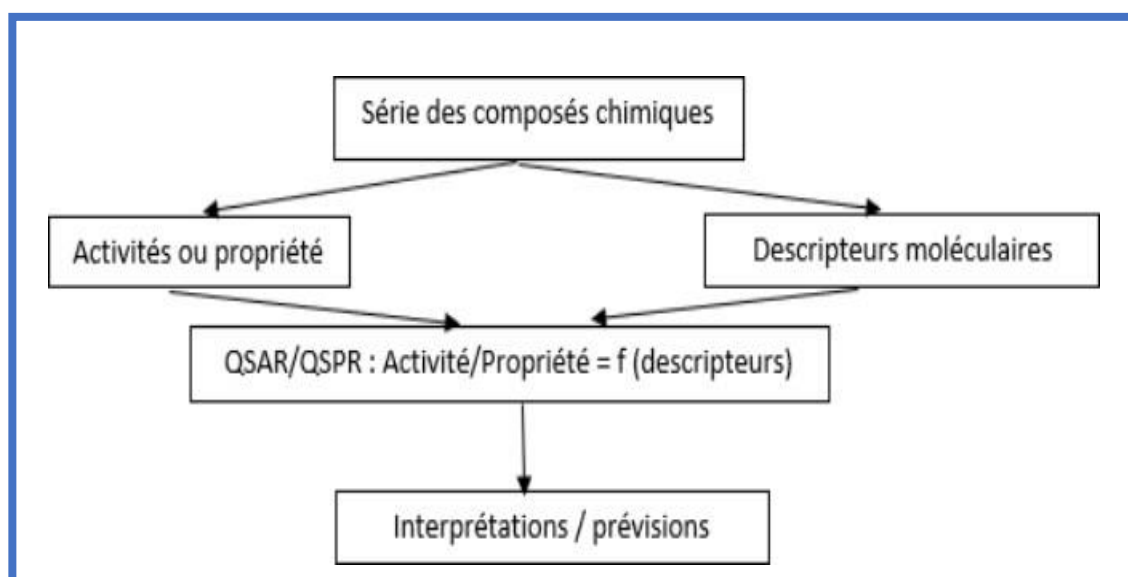 Série des composés chimiques
Activités ou propriété
Descripteurs moléculaires
QSAR/QSPR : Activité/Propriété = f (descripteurs)
Interprétations / prévisions